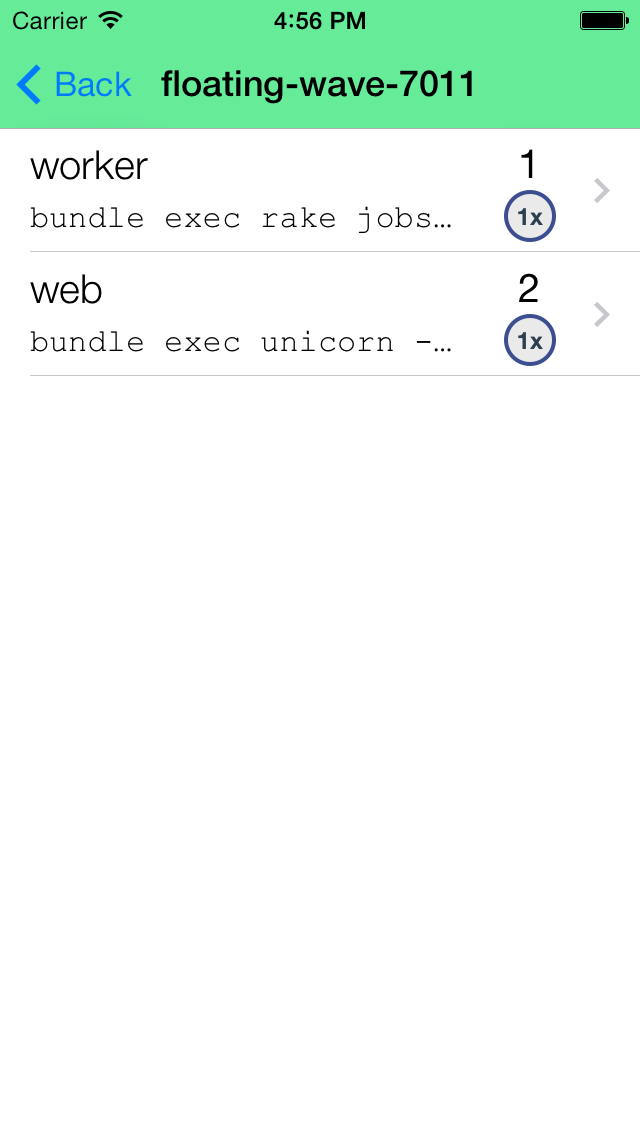 Carrier 4:56 PM
Back floating-wave-7011
worker 1
bundle exec rake jobs… 1x
web 2
bundle exec unicorn -… 1x